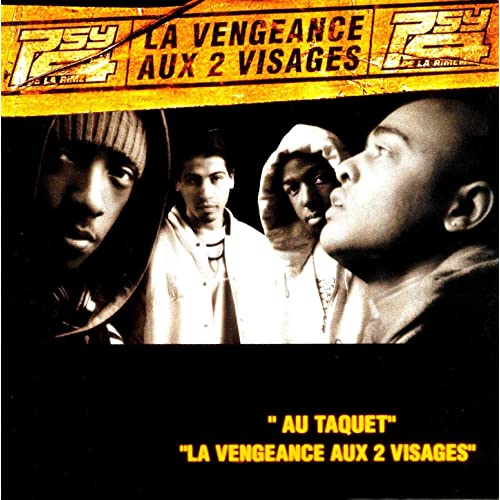 PSY 4
DE LA RIME
LA VENGEANCE
AUX 2 VISAGES
PSY 4
DE LA RIME
" AU TAQUET"
"LA VENGEANCE AUX 2 VISAGES"